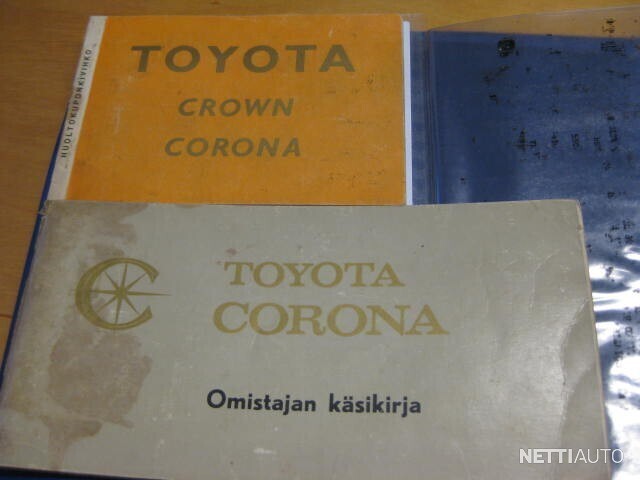 HUOLTOKUPONKIVIHKO
TOYOTA
CROWN
CORONA
TOYOTA
CORONA
Omistajan käsikirja
NETTIAUTO